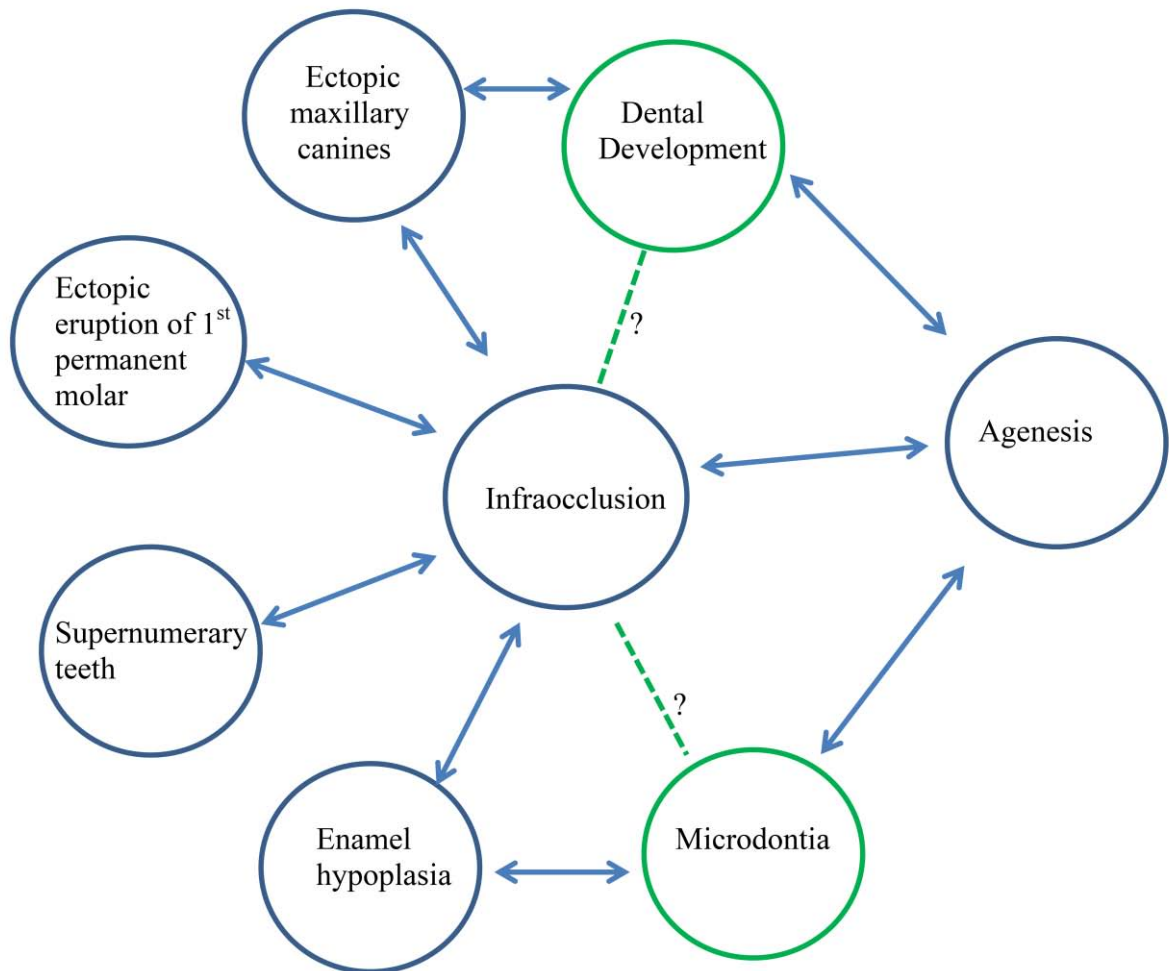 Ectopic
maxillary
canines
Dental
Development
Ectopic
eruption of 1st
permanent
molar
?
Agenesis
Infraocclusion
Supernumerary
teeth
?
Enamel
hypoplasia
Microdontia